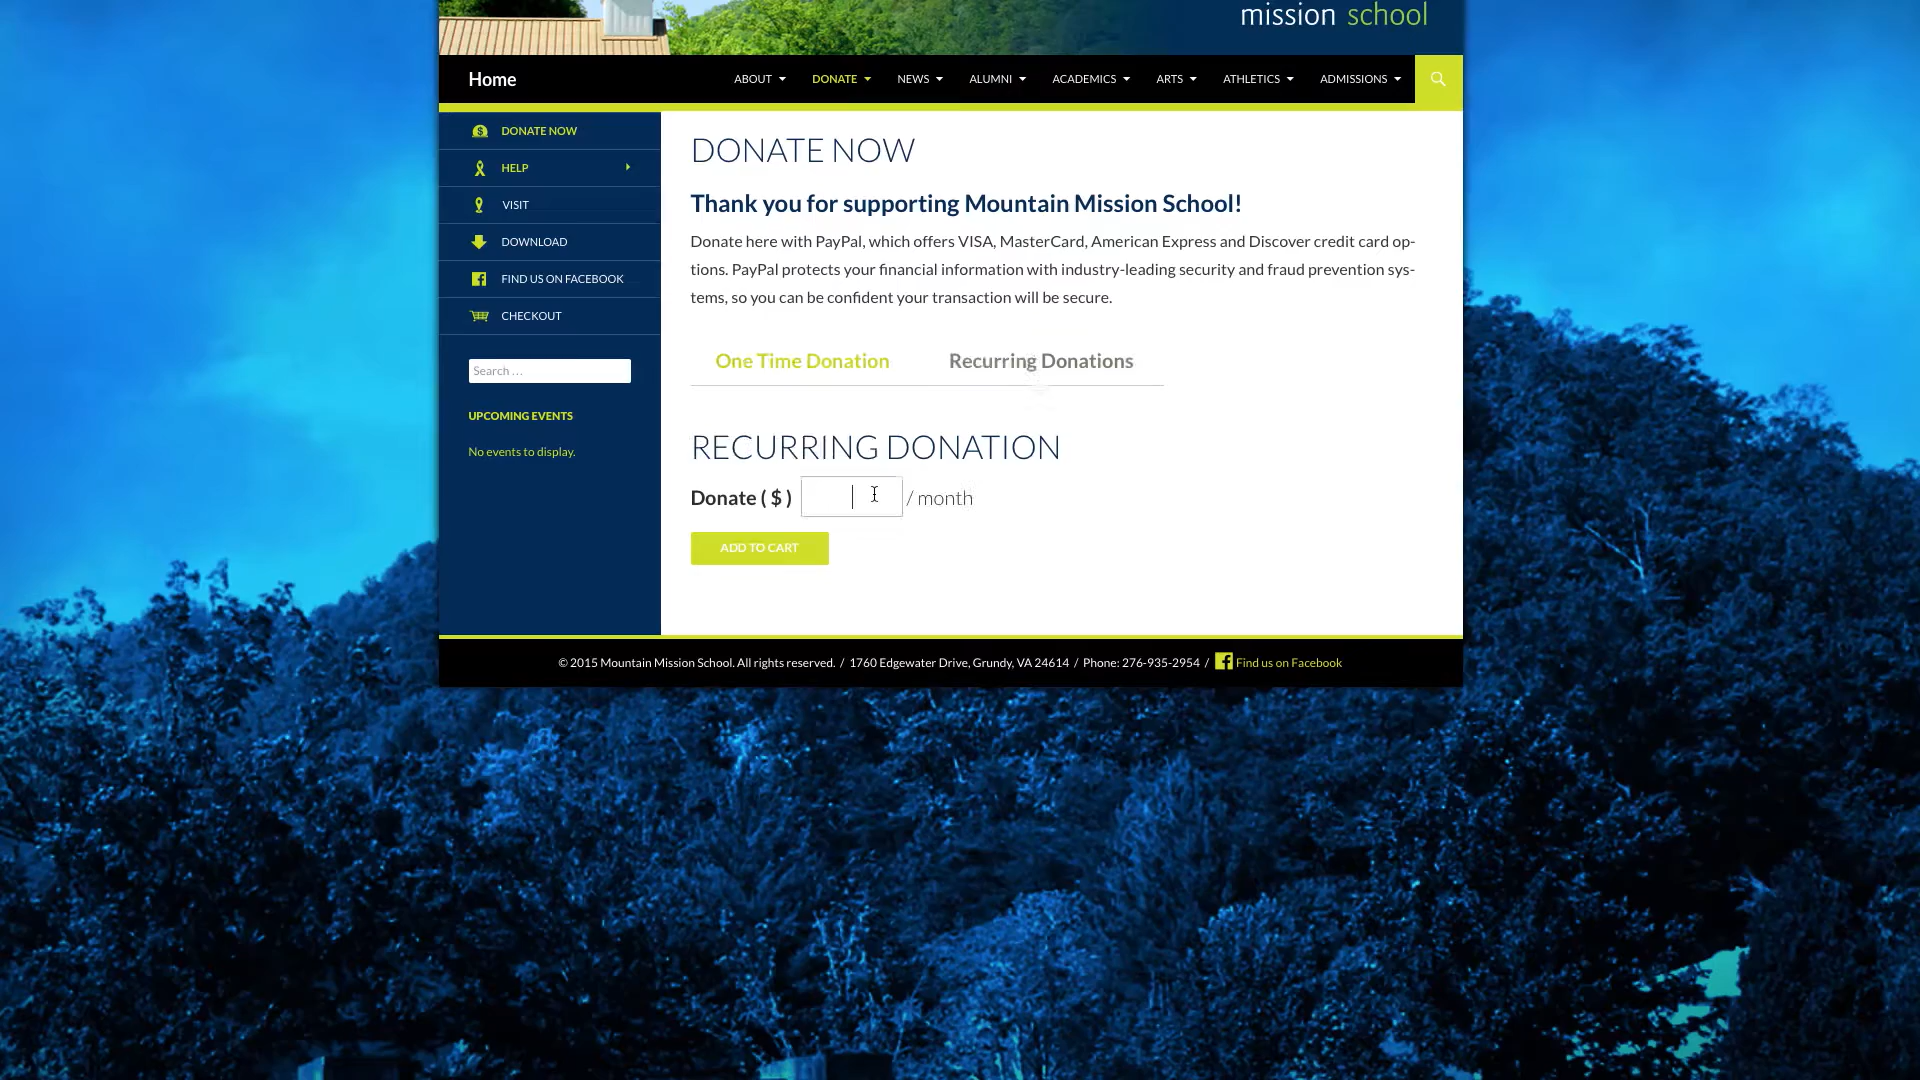 mission school
Home
ABOUT
DONATE
NEWS
ALUMNI
ACADEMICS
ARTS
ATHLETICS
ADMISSIONS
DONATE NOW
HELP
VISIT
DOWNLOAD
FIND US ON FACEBOOK
CHECKOUT
Search ...
UPCOMING EVENTS
No events to display.
DONATE NOW
Thank you for supporting Mountain Mission School!
Donate here with PayPal, which offers VISA, MasterCard, American Express and Discover credit card op-
tions. PayPal protects your financial information with industry-leading security and fraud prevention sys-
tems, so you can be confident your transaction will be secure.
One Time Donation
Recurring Donations
RECURRING DONATION
Donate ( $ ) / month
ADD TO CART
© 2015 Mountain Mission School. All rights reserved. / 1760 Edgewater Drive, Grundy, VA 24614 / Phone: 276-935-2954 / Find us on Facebook